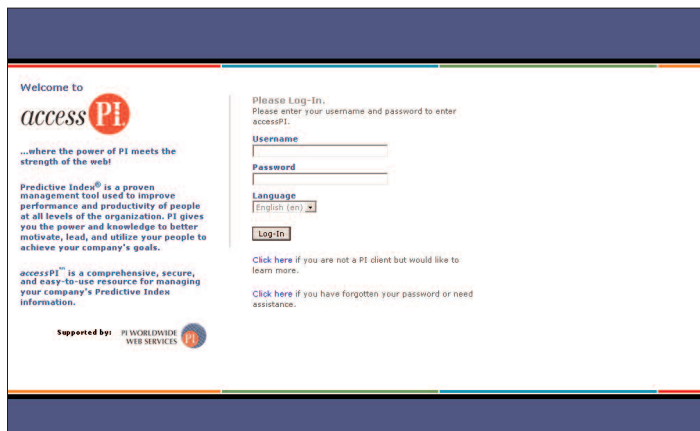 Welcome to
access PI.
...where the power of PI meets the
strength of the web!
Predictive Index® is a proven
management tool used to improve
performance and productivity of people
at all levels of the organization. PI gives
you the power and knowledge to better
motivate, lead, and utilize your people to
achieve your company's goals.
accessPI℠ is a comprehensive, secure,
and easy-to-use resource for managing
your company's Predictive Index
information.
Supported by:
PI WORLDWIDE
WEB SERVICES
PI
Please Log-In.
Please enter your username and password to enter
accessPI.
Username
Password
Language
English (en)
Log-In
Click here if you are not a PI client but would like to
learn more.
Click here if you have forgotten your password or need
assistance.